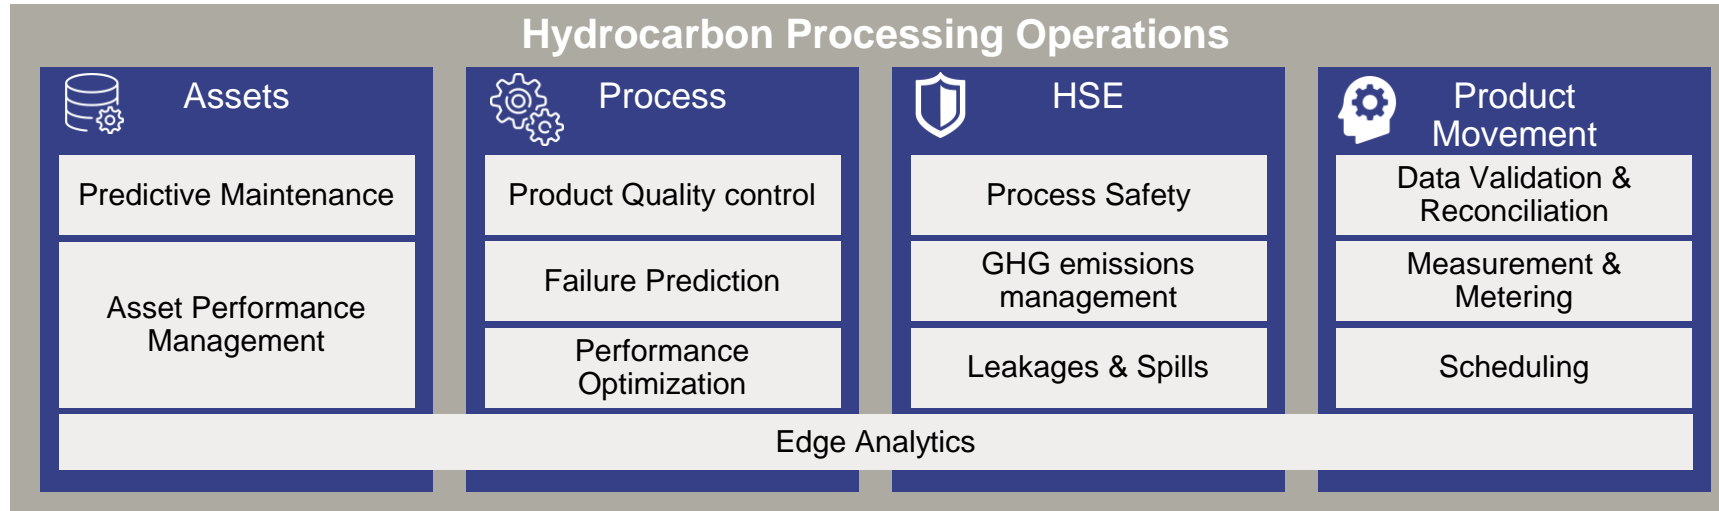 Hydrocarbon Processing Operations
Assets
Predictive Maintenance
Asset Performance
Management
Process
Product Quality control
Failure Prediction
Performance
Optimization
HSE
Process Safety
GHG emissions
management
Leakages & Spills
Product
Movement
Data Validation &
Reconciliation
Measurement &
Metering
Scheduling
Edge Analytics